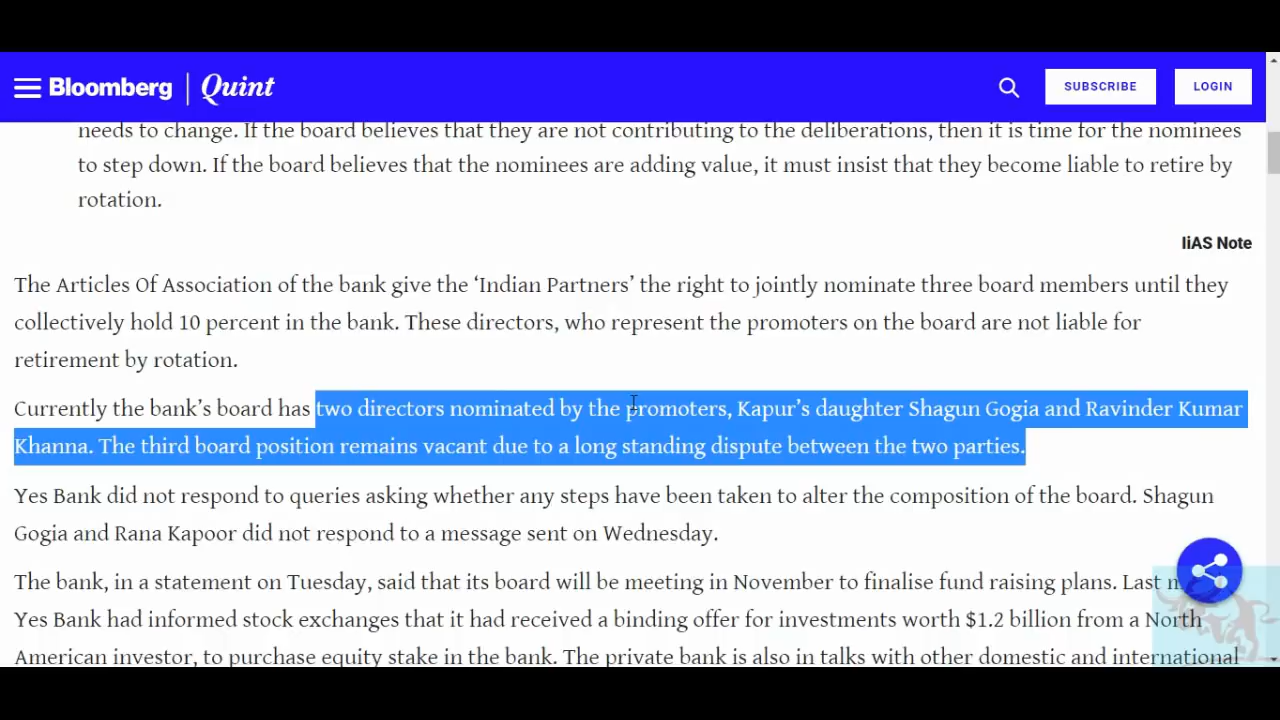 Bloomberg | Quint
SUBSCRIBE
LOGIN
needs to change. If the board believes that they are not contributing to the deliberations, then it is time for the nominees
to step down. If the board believes that the nominees are adding value, it must insist that they become liable to retire by
rotation.
IiAS Note
The Articles Of Association of the bank give the ‘Indian Partners’ the right to jointly nominate three board members until they
collectively hold 10 percent in the bank. These directors, who represent the promoters on the board are not liable for
retirement by rotation.
Currently the bank’s board has two directors nominated by the promoters, Kapur’s daughter Shagun Gogia and Ravinder Kumar
Khanna. The third board position remains vacant due to a long standing dispute between the two parties.
Yes Bank did not respond to queries asking whether any steps have been taken to alter the composition of the board. Shagun
Gogia and Rana Kapoor did not respond to a message sent on Wednesday.
The bank, in a statement on Tuesday, said that its board will be meeting in November to finalise fund raising plans. Last
Yes Bank had informed stock exchanges that it had received a binding offer for investments worth $1.2 billion from a North
American investor, to purchase equity stake in the bank. The private bank is also in talks with other domestic and international